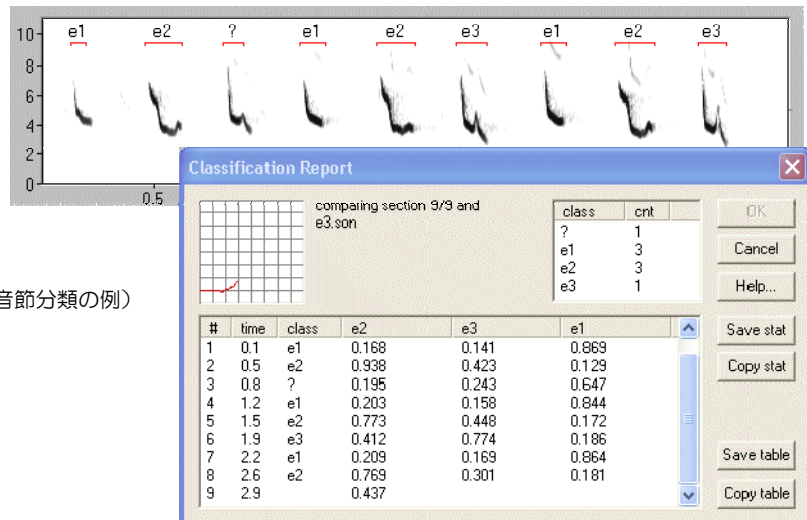 e1 e2 ? e1 e2 e3 e1 e2 e3
10
8
6
4
2
0
0.5
Classification Report
comparing section 9/9 and
e3.son
class cnt
? 1
e1 3
e2 3
e3 1
OK
Cancel
Help...
音節分類の例）
# time class e2 e3 e1
1 0.1 e1 0.168 0.141 0.869
2 0.5 e2 0.938 0.423 0.129
3 0.8 ? 0.195 0.243 0.647
4 1.2 e1 0.203 0.158 0.844
5 1.5 e2 0.773 0.448 0.172
6 1.9 e3 0.412 0.774 0.186
7 2.2 e1 0.209 0.169 0.864
8 2.6 e2 0.769 0.301 0.181
9 2.9 0.437
Save stat
Copy stat
Save table
Copy table